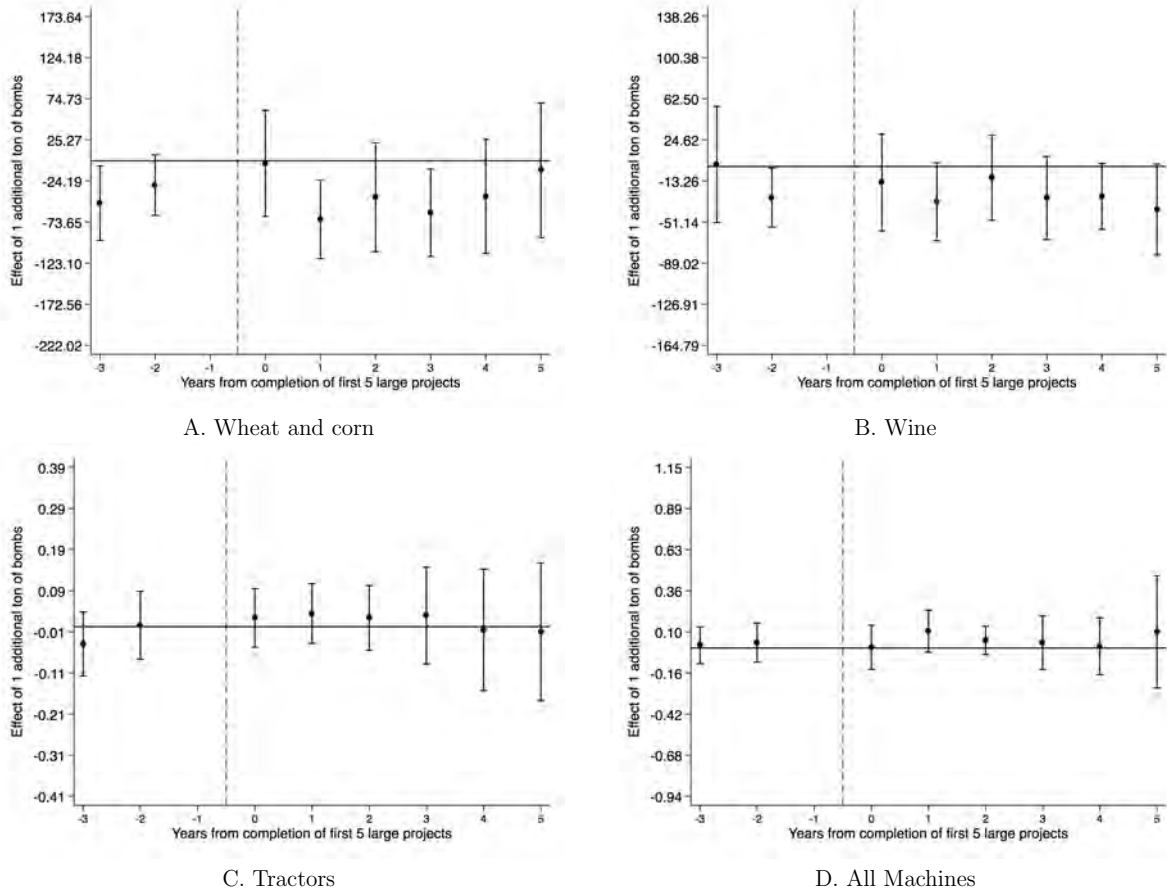 173.64
124.18
74.73
25.27
-24.19
-73.65
-123.10
-172.56
-222.02
Effect of 1 additional ton of bombs
-3 -2 -1 0 1 2 3 4 5
Years from completion of first 5 large projects
A. Wheat and corn
138.26
100.38
62.50
24.62
-13.26
-51.14
-89.02
-126.91
-164.79
Effect of 1 additional ton of bombs
-3 -2 -1 0 1 2 3 4 5
Years from completion of first 5 large projects
B. Wine
0.39
0.29
0.19
0.09
-0.01
-0.11
-0.21
-0.31
-0.41
Effect of 1 additional ton of bombs
-3 -2 -1 0 1 2 3 4 5
Years from completion of first 5 large projects
C. Tractors
1.15
0.89
0.63
0.36
0.10
-0.16
-0.42
-0.68
-0.94
Effect of 1 additional ton of bombs
-3 -2 -1 0 1 2 3 4 5
Years from completion of first 5 large projects
D. All Machines